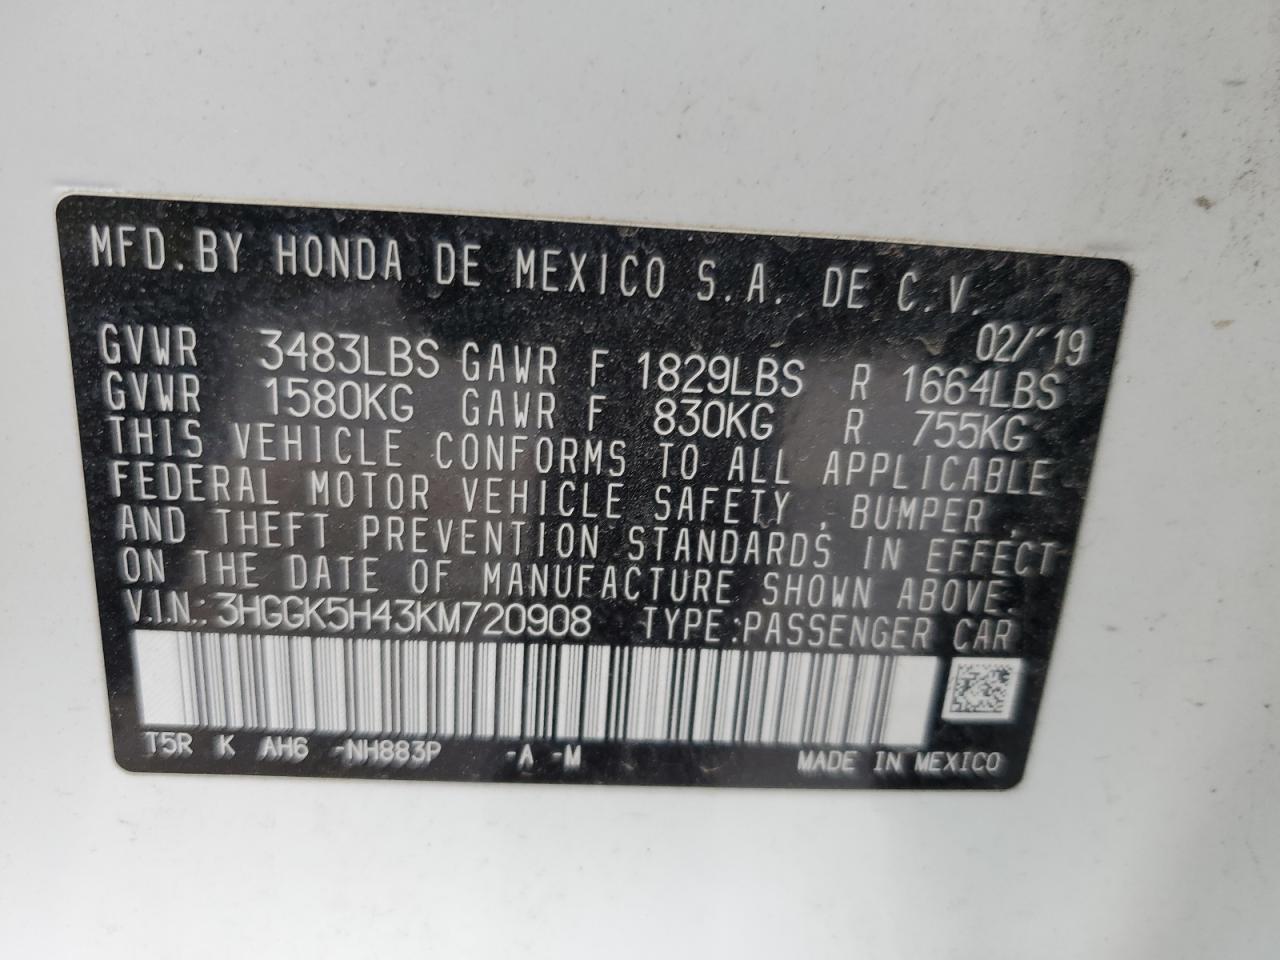 MFD.BY HONDA DE MEXICO S.A. DE C.V.
02/'19
GVWR 3483LBS GAWR F 1829LBS R 1664LBS
GVWR 1580KG GAWR F 830KG R 755KG
THIS VEHICLE CONFORMS TO ALL APPLICABLE
FEDERAL MOTOR VEHICLE SAFETY, BUMPER,
AND THEFT PREVENTION STANDARDS IN EFFECT
ON THE DATE OF MANUFACTURE SHOWN ABOVE.
V.I.N.: 3HGGK5H43KM720908 TYPE:PASSENGER CAR
T5R K AH6 -NH883P -A -M MADE IN MEXICO